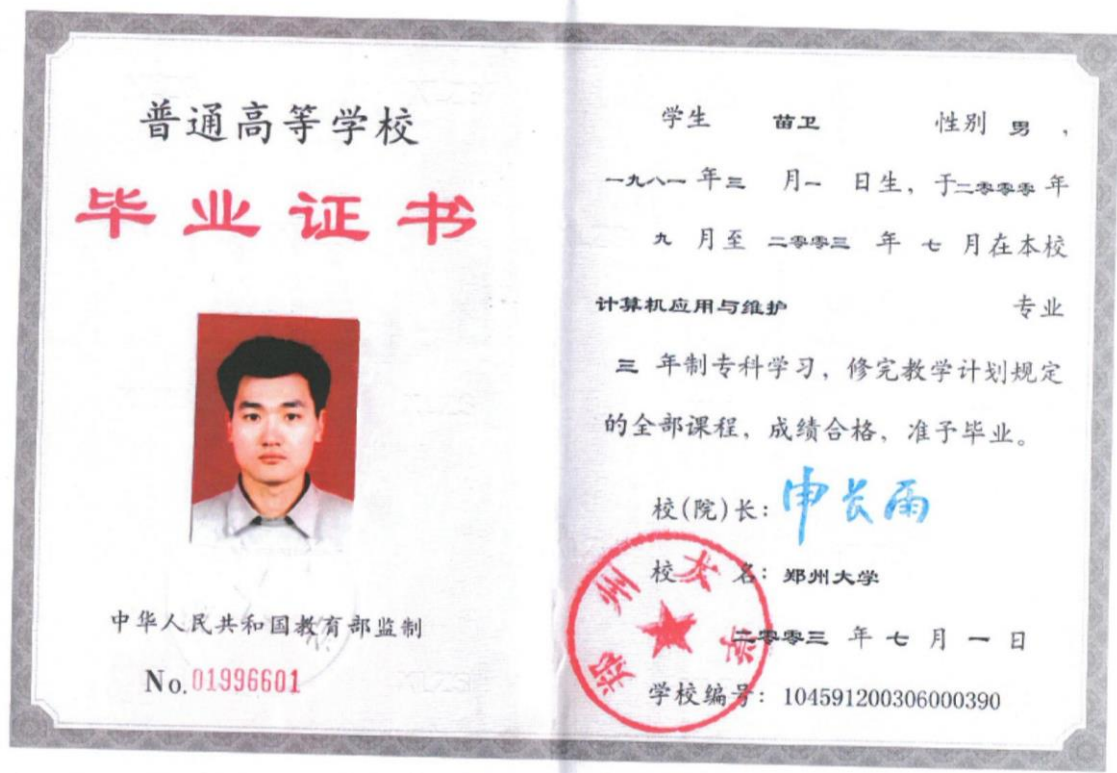 普通高等学校
毕业证书
中华人民共和国教育部监制
No.01996601
学生 苗卫 性别 男，
一九八一 年 三 月 一 日生，于 二零零零 年
九 月至 二零零三 年 七 月在本校
计算机应用与维护 专业
三 年制专科学习，修完教学计划规定
的全部课程，成绩合格，准予毕业。
校(院)长：申长雨
校 名：郑州大学
二零零三 年 七 月 一 日
学校编号：104591200306000390
郑州大学